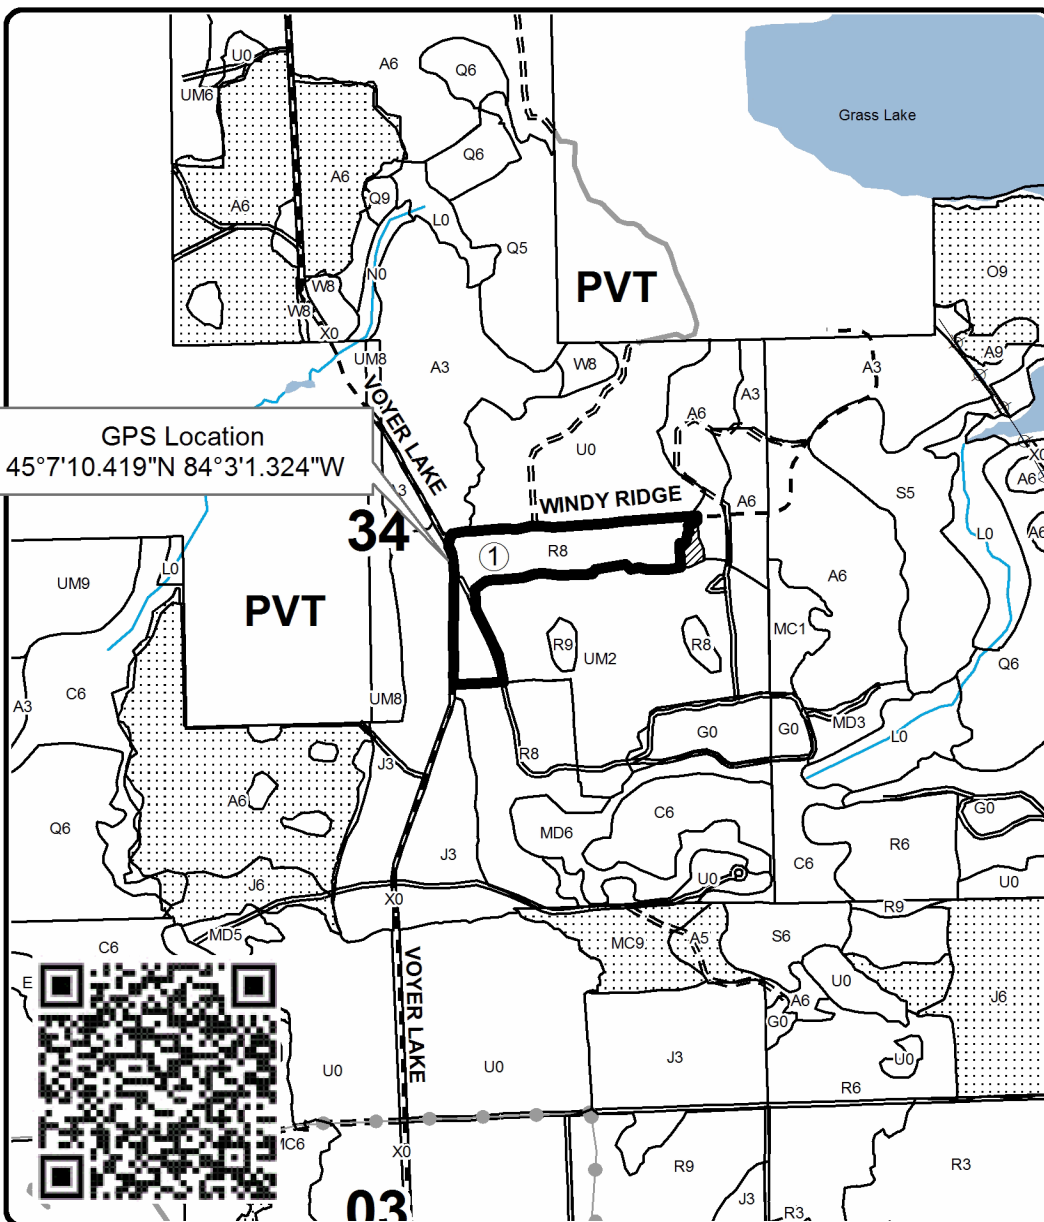 U0
A6
Q6
UM6
Grass Lake
Q6
A6
A6
Q9
L0
Q5
N0
O9
W8
PVT
W8
X0
UM8
A3
W8
A3
A9
VOYER LAKE
A3
A6
GPS Location
45°7'10.419"N 84°3'1.324"W
U0
X0
A6
S5
WINDY RIDGE
A6
34
1
R8
L0
A6
L0
UM9
A6
PVT
MC1
R9
UM2
R8
Q6
C6
UM8
A3
G0
G0
MD3
L0
R8
J3
A6
C6
G0
Q6
MD6
R6
J3
C6
U0
U0
J6
X0
R9
MD5
C6
MC9
A5
S6
VOYER LAKE
E
U0
A6
J6
G0
U0
U0
J3
U0
R6
MC6
X0
R9
R3
03
J3
R3